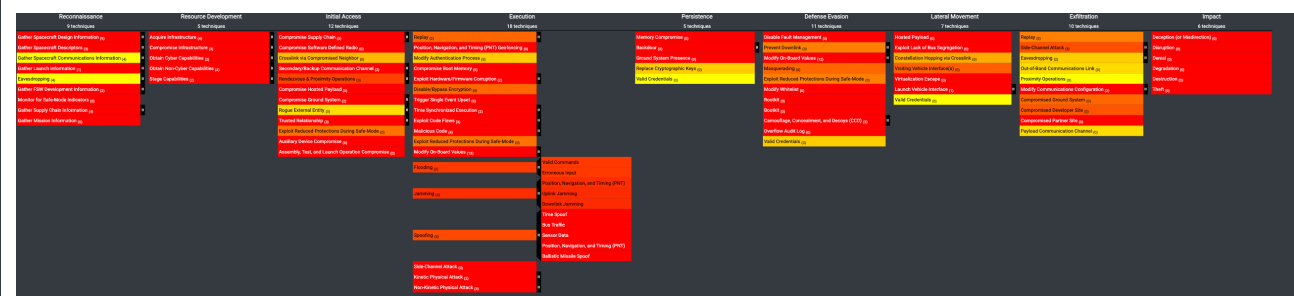 Reconnaissance
9 techniques
Gather Spacecraft Design Information (9)
Gather Spacecraft Descriptors (3)
Gather Spacecraft Communications Information (4)
Gather Launch Information (1)
Eavesdropping (4)
Gather FSW Development Information (2)
Monitor for Safe-Mode Indicators (0)
Gather Supply Chain Information (4)
Gather Mission Information (0)
Resource Development
5 techniques
Acquire Infrastructure (4)
Compromise Infrastructure (3)
Obtain Cyber Capabilities (2)
Obtain Non-Cyber Capabilities (4)
Stage Capabilities (2)
Initial Access
12 techniques
Compromise Supply Chain (3)
Compromise Software Defined Radio (0)
Crosslink via Compromised Neighbor (0)
Secondary/Backup Communication Channel (2)
Rendezvous & Proximity Operations (3)
Compromise Hosted Payload (0)
Compromise Ground System (2)
Rogue External Entity (3)
Trusted Relationship (3)
Exploit Reduced Protections During Safe-Mode (0)
Auxiliary Device Compromise (0)
Assembly, Test, and Launch Operation Compromise (0)
Execution
18 techniques
Replay (2)
Position, Navigation, and Timing (PNT) Geofencing (0)
Modify Authentication Process (0)
Compromise Boot Memory (0)
Exploit Hardware/Firmware Corruption (2)
Disable/Bypass Encryption (0)
Trigger Single Event Upset (0)
Time Synchronized Execution (2)
Exploit Code Flaws (3)
Malicious Code (4)
Exploit Reduced Protections During Safe-Mode (0)
Modify On-Board Values (13)
Flooding (2)
Valid Commands
Erroneous Input
Jamming (3)
Position, Navigation, and Timing (PNT)
Uplink Jamming
Downlink Jamming
Spoofing (5)
Time Spoof
Bus Traffic
Sensor Data
Position, Navigation, and Timing (PNT)
Ballistic Missile Spoof
Side-Channel Attack (0)
Kinetic Physical Attack (2)
Non-Kinetic Physical Attack (3)
Persistence
5 techniques
Memory Compromise (0)
Backdoor (2)
Ground System Presence (0)
Replace Cryptographic Keys (0)
Valid Credentials (0)
Defense Evasion
11 techniques
Disable Fault Management (0)
Prevent Downlink (3)
Modify On-Board Values (12)
Masquerading (0)
Exploit Reduced Protections During Safe-Mode (0)
Modify Whitelist (0)
Rootkit (0)
Bootkit (0)
Camouflage, Concealment, and Decoys (CCD) (3)
Overflow Audit Log (0)
Valid Credentials (0)
Lateral Movement
7 techniques
Hosted Payload (0)
Exploit Lack of Bus Segregation (0)
Constellation Hopping via Crosslink (0)
Visiting Vehicle Interface(s) (0)
Virtualization Escape (0)
Launch Vehicle Interface (1)
Valid Credentials (0)
Exfiltration
10 techniques
Replay (0)
Side-Channel Attack (5)
Eavesdropping (2)
Out-of-Band Communications Link (0)
Proximity Operations (0)
Modify Communications Configuration (2)
Compromised Ground System (0)
Compromised Developer Site (0)
Compromised Partner Site (0)
Payload Communication Channel (0)
Impact
6 techniques
Deception (or Misdirection) (0)
Disruption (0)
Denial (0)
Degradation (0)
Destruction (0)
Theft (0)